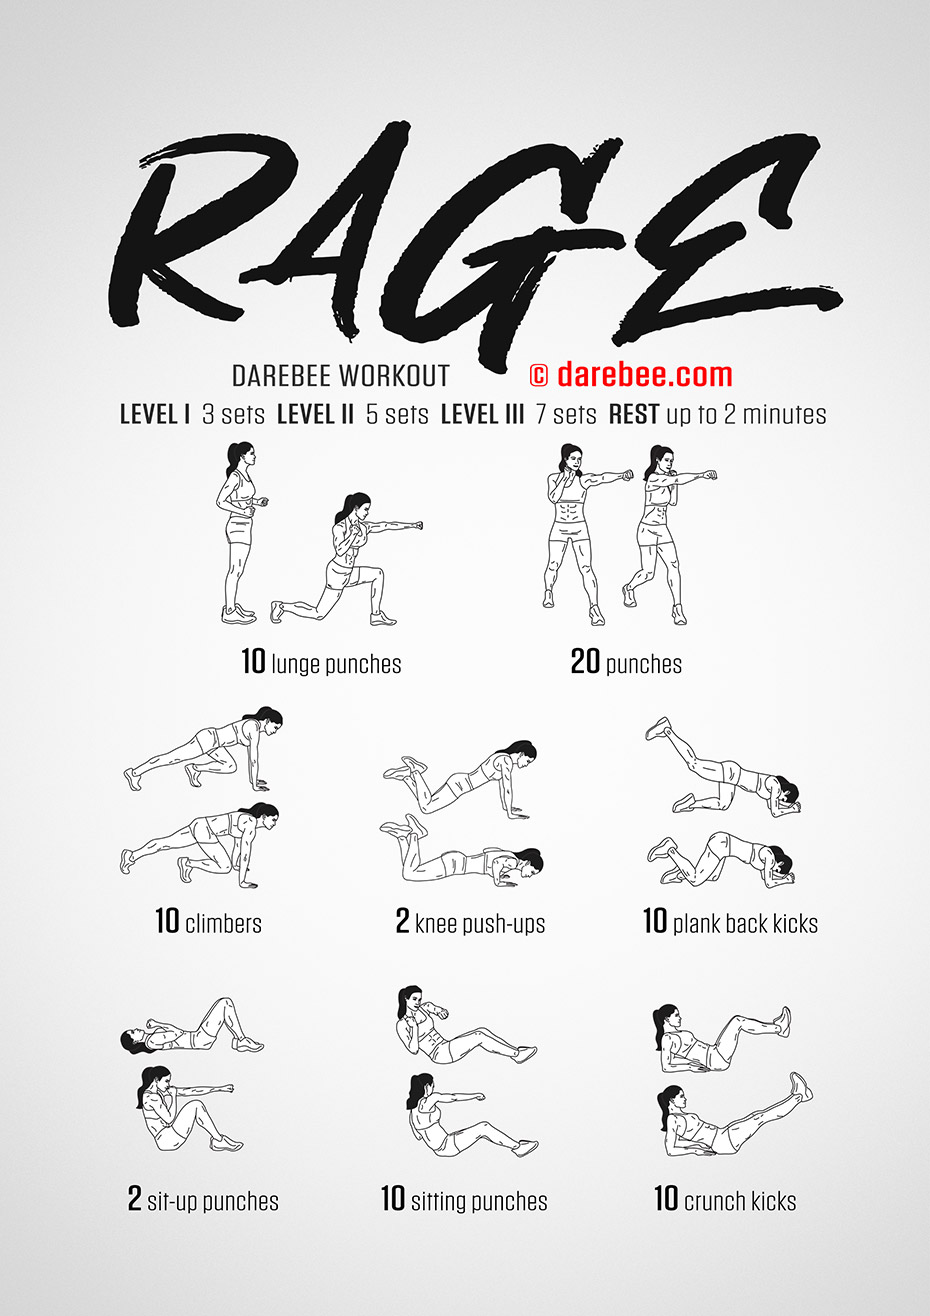 RAGE
DAREBEE WORKOUT © darebee.com
LEVEL I 3 sets LEVEL II 5 sets LEVEL III 7 sets REST up to 2 minutes
10 lunge punches
20 punches
10 climbers
2 knee push-ups
10 plank back kicks
2 sit-up punches
10 sitting punches
10 crunch kicks